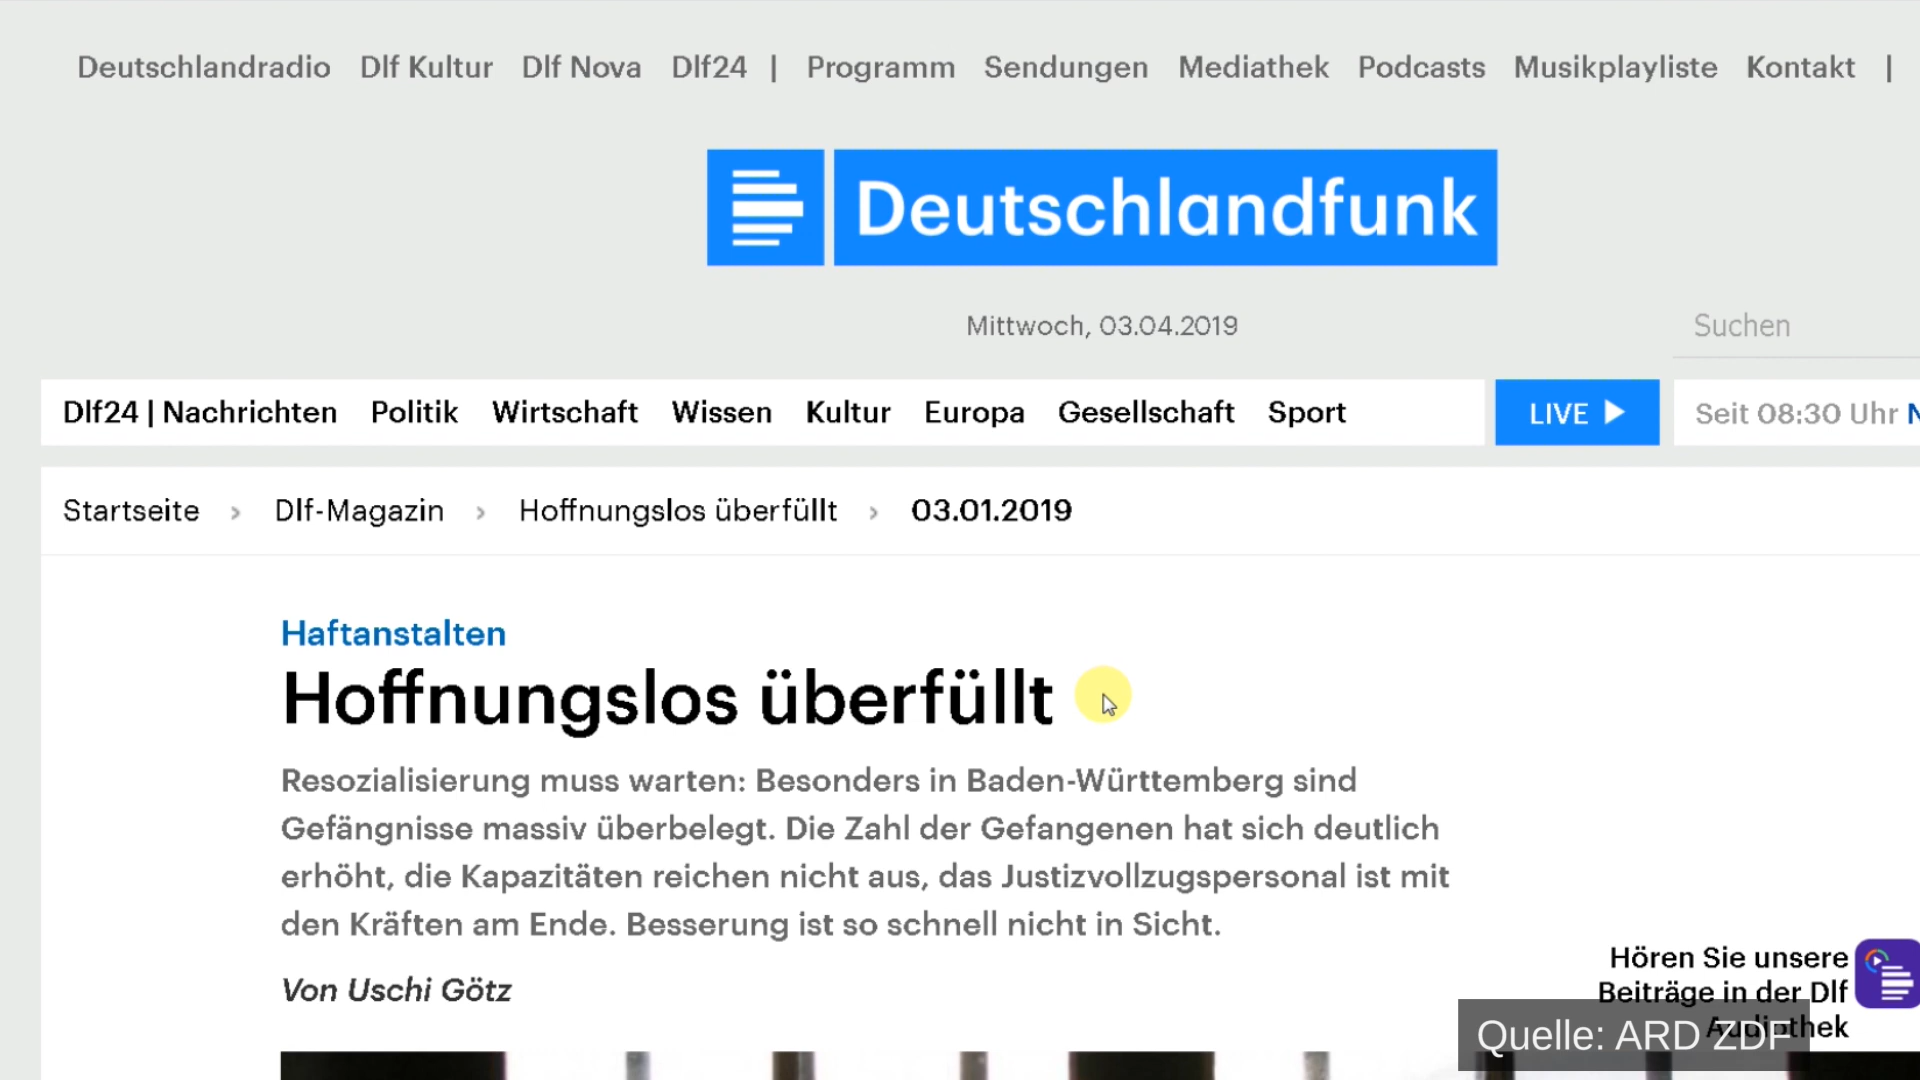 Deutschlandradio Dlf Kultur Dlf Nova Dlf24 | Programm Sendungen Mediathek Podcasts Musikplayliste Kontakt |
Deutschlandfunk
Mittwoch, 03.04.2019
Suchen
Dlf24 | Nachrichten Politik Wirtschaft Wissen Kultur Europa Gesellschaft Sport LIVE Seit 08:30 Uhr
Startseite › Dlf-Magazin › Hoffnungslos überfüllt › 03.01.2019
Haftanstalten
Hoffnungslos überfüllt
Resozialisierung muss warten: Besonders in Baden-Württemberg sind
Gefängnisse massiv überbelegt. Die Zahl der Gefangenen hat sich deutlich
erhöht, die Kapazitäten reichen nicht aus, das Justizvollzugspersonal ist mit
den Kräften am Ende. Besserung ist so schnell nicht in Sicht.
Von Uschi Götz
Hören Sie unsere
Beiträge in der Dlf
Audiothek
Quelle: ARD ZDF